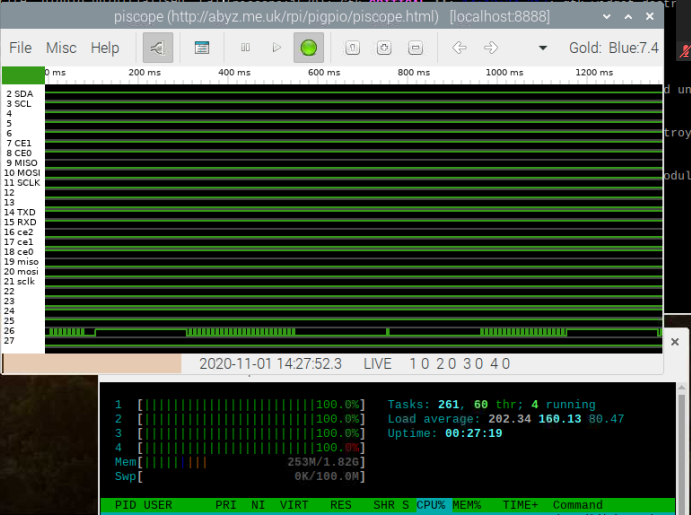 piscope (http://abyz.me.uk/rpi/pigpio/piscope.html) [localhost:8888]
File Misc Help Gold: Blue:7.4
0 ms 200 ms 400 ms 600 ms 800 ms 1000 ms 1200 ms
2 SDA
3 SCL
4
5
6
7 CE1
8 CE0
9 MISO
10 MOSI
11 SCLK
12
13
14 TXD
15 RXD
16 ce2
17 ce1
18 ce0
19 miso
20 mosi
21 sclk
22
23
24
25
26
27
d un
troy
odul
2020-11-01 14:27:52.3 LIVE 1 0 2 0 3 0 4 0
1 [||||||||||||||||||||||||100.0%] Tasks: 261, 60 thr; 4 running
2 [||||||||||||||||||||||||100.0%] Load average: 202.34 160.13 80.47
3 [||||||||||||||||||||||||100.0%] Uptime: 00:27:19
4 [||||||||||||||||||||||||100.0%]
Mem[||||||||| 253M/1.82G]
Swp[ 0K/100.0M]
PID USER PRI NI VIRT RES SHR S CPU% MEM% TIME+ Command